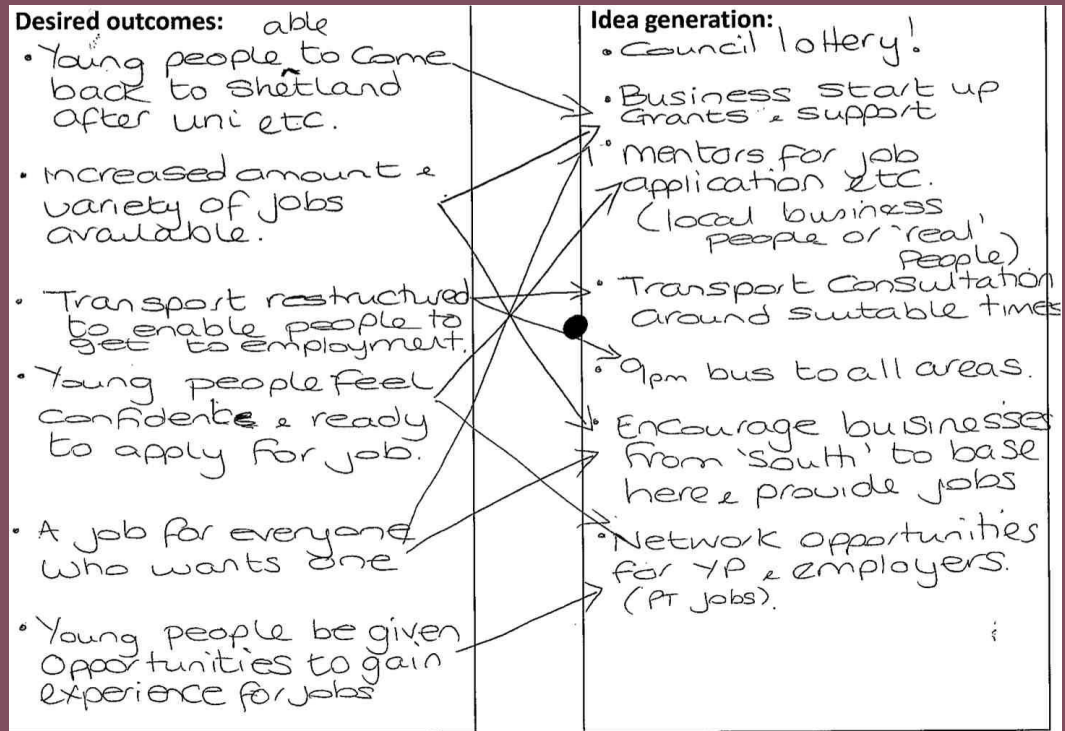 Desired outcomes:
• Young people able to come
back to Shetland
after uni etc.
• Increased amount &
variety of jobs
available.
• Transport restructured
to enable people to
get to employment.
• Young people feel
confidente & ready
to apply for job.
• A job for everyone
who wants one
• Young people be given
opportunities to gain
experience for jobs
Idea generation:
• Council lottery!
• Business start up
Grants & support
• mentors for job
application etc.
(local business
people or 'real'
people)
• Transport Consultation
around suitable times
• 9pm bus to all areas.
• Encourage businesses
from 'south' to base
here & provide jobs
• Network opportunities
for YP & employers.
(PT jobs).